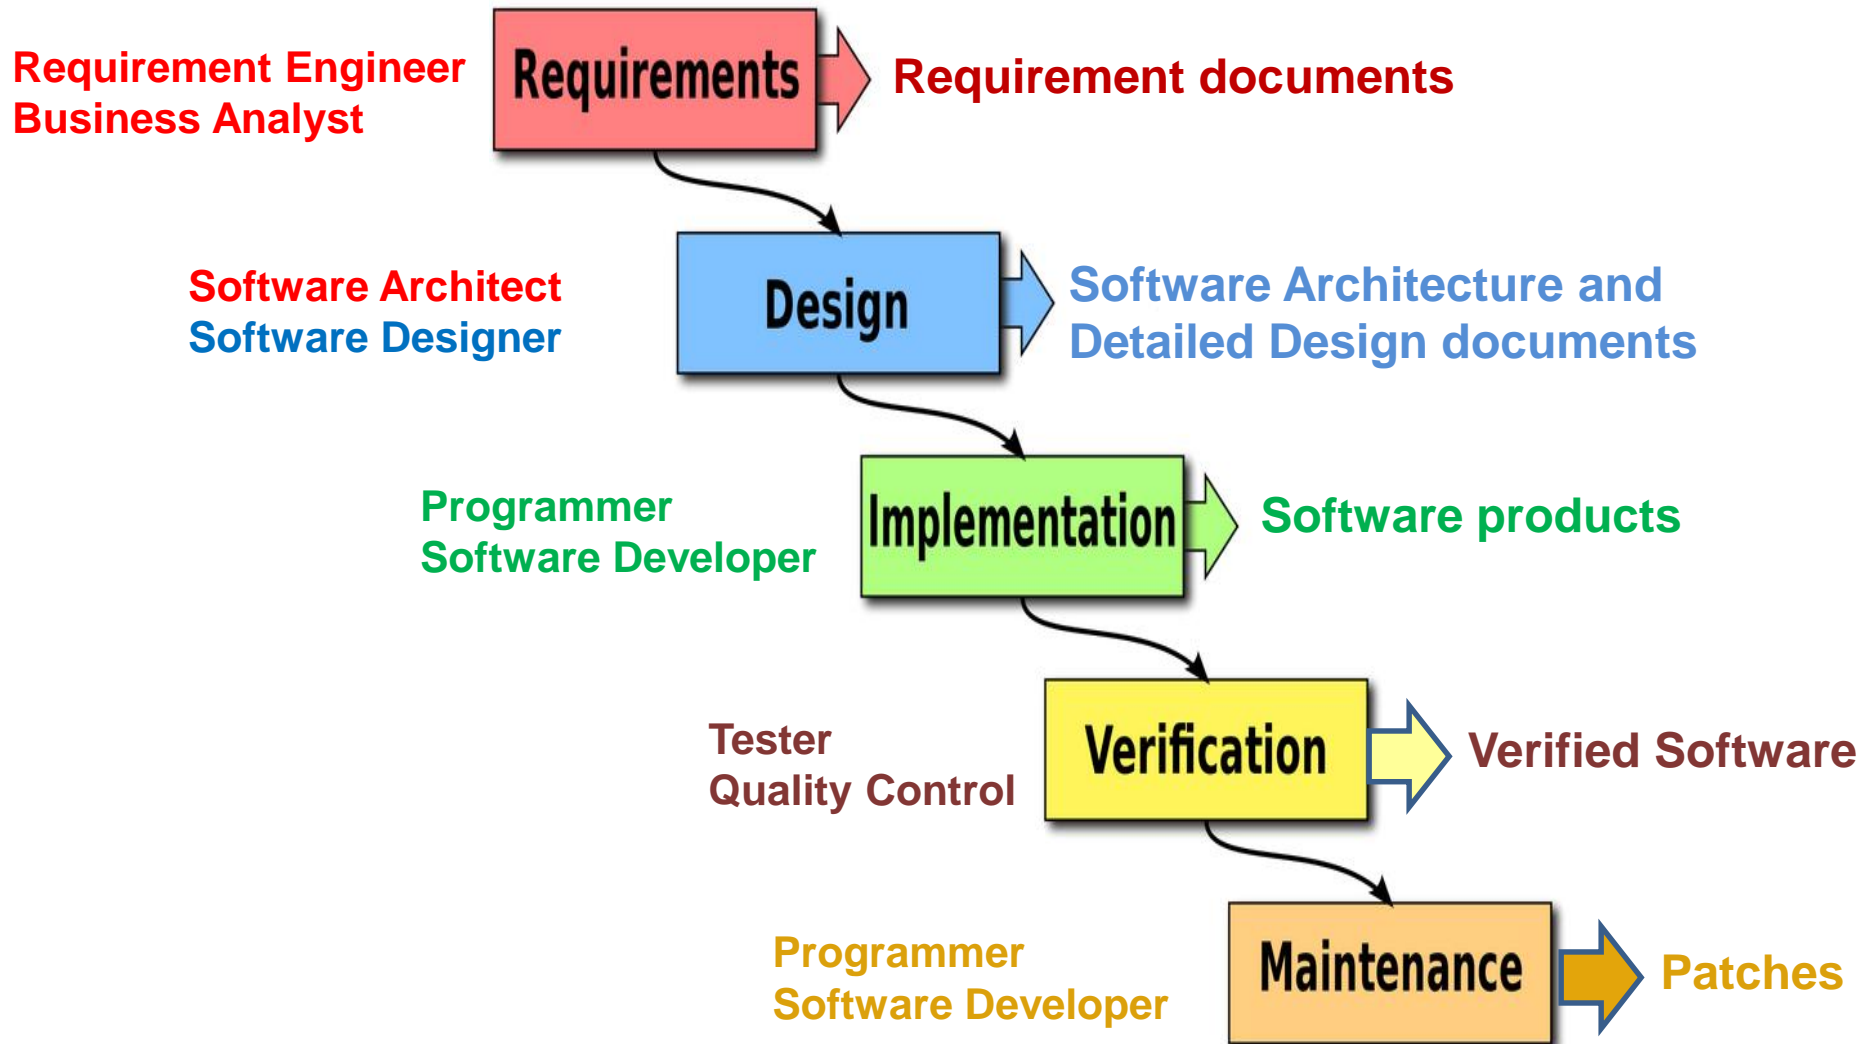 Requirement Engineer
Business Analyst
Requirements
Requirement documents
Software Architect
Software Designer
Design
Software Architecture and
Detailed Design documents
Programmer
Software Developer
Implementation
Software products
Tester
Quality Control
Verification
Verified Software
Programmer
Software Developer
Maintenance
Patches